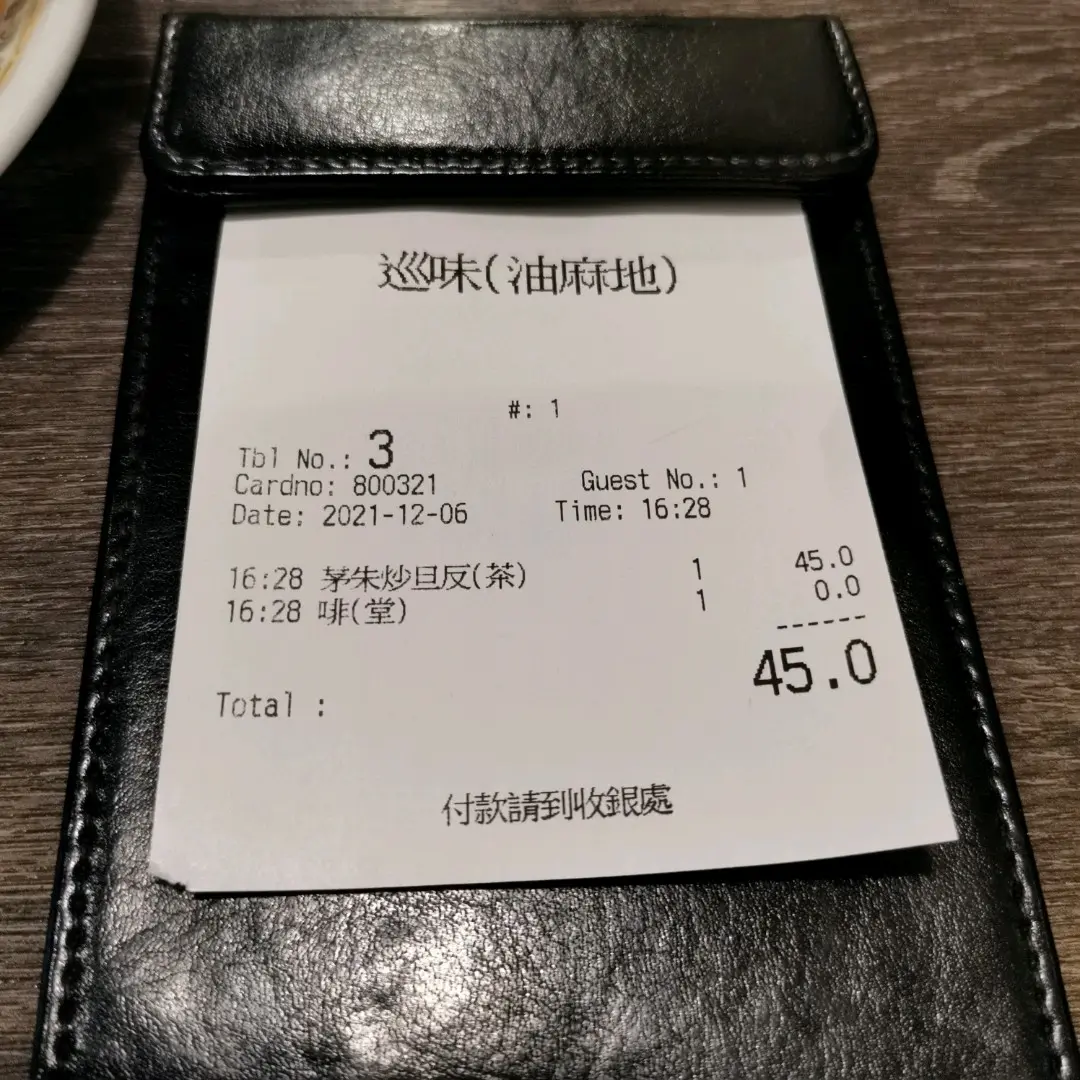 巡味(油麻地)
#: 1
Tbl No.: 3
Cardno: 800321 Guest No.: 1
Date: 2021-12-06 Time: 16:28
16:28 茅朱炒旦反(茶) 1 45.0
16:28 啡(堂) 1 0.0
------
45.0
Total :
付款請到收銀處